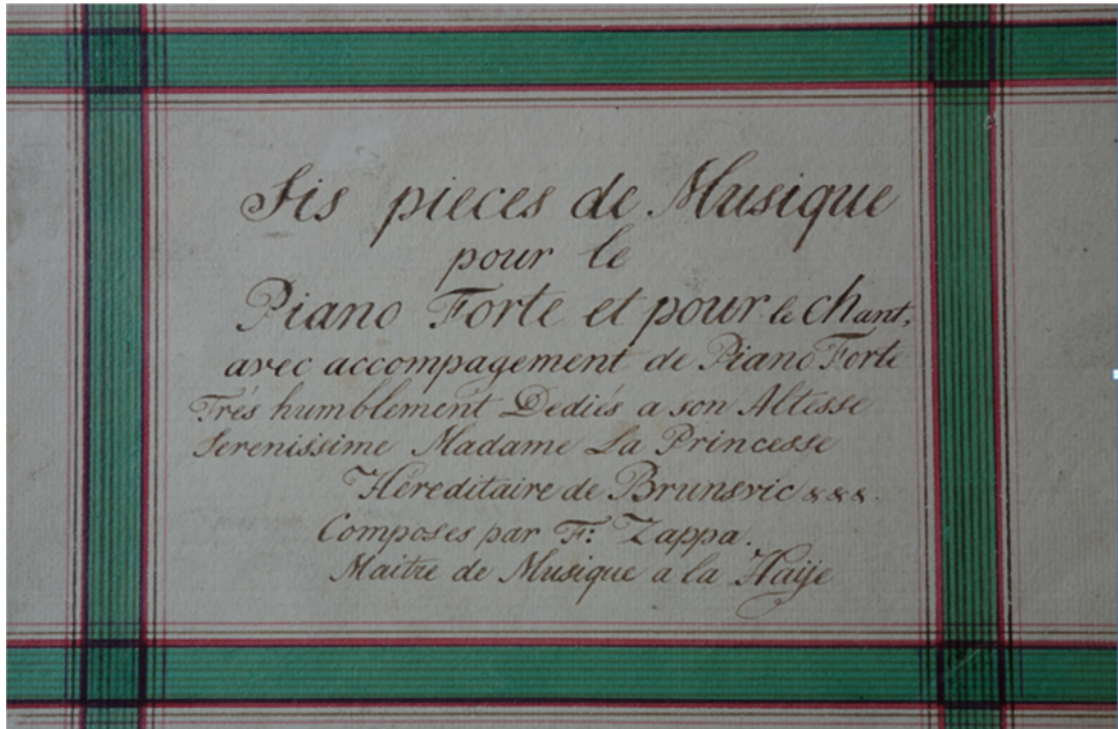 Sis pieces de Musique
pour le
Piano Forte et pour le chant,
avec accompagement de Piano Forte
Trés humblement Dediés a son Altesse
Serenissime Madame La Princesse
Héreditaire de Brunsvic &&&.
Composes par F: Zappa.
Maitre de Musique a la Haije